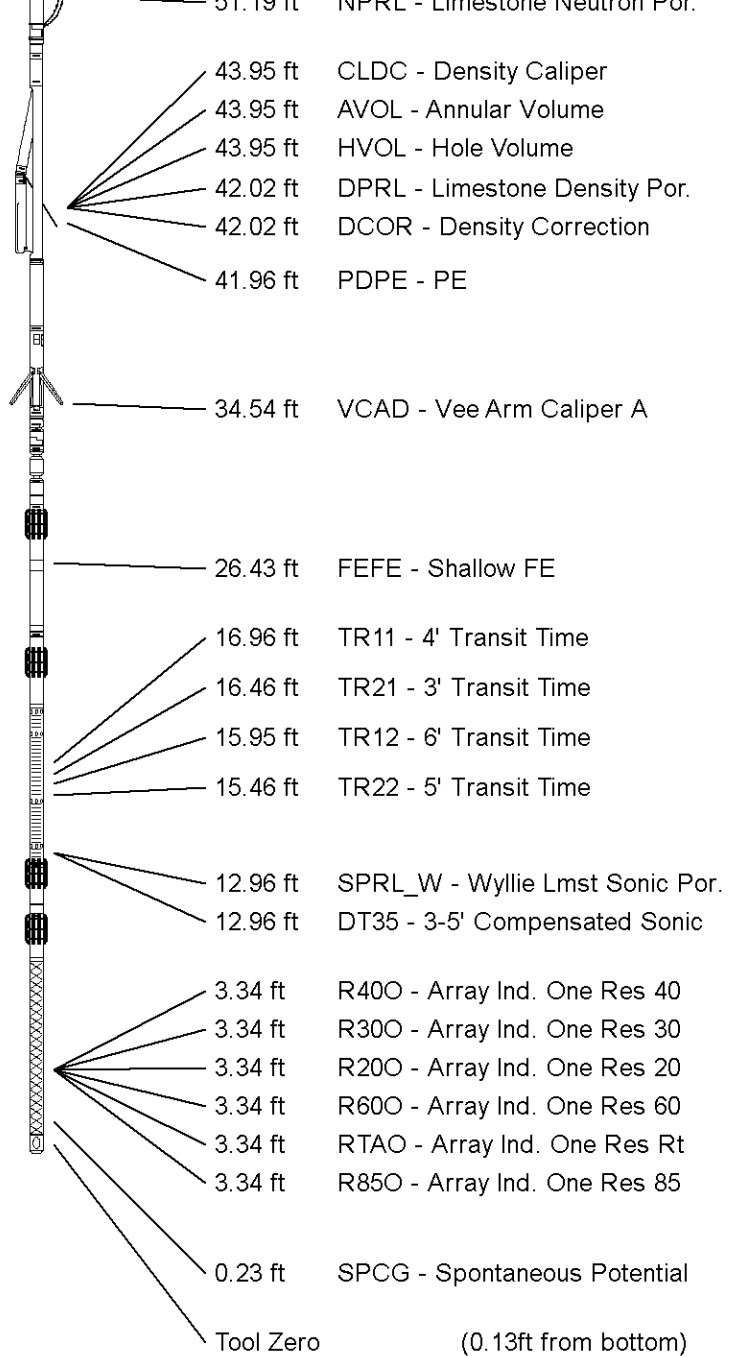 51.19 ft NPRL - Limestone Neutron Por.
43.95 ft CLDC - Density Caliper
43.95 ft AVOL - Annular Volume
43.95 ft HVOL - Hole Volume
42.02 ft DPRL - Limestone Density Por.
42.02 ft DCOR - Density Correction
41.96 ft PDPE - PE
34.54 ft VCAD - Vee Arm Caliper A
26.43 ft FEFE - Shallow FE
16.96 ft TR11 - 4' Transit Time
16.46 ft TR21 - 3' Transit Time
15.95 ft TR12 - 6' Transit Time
15.46 ft TR22 - 5' Transit Time
12.96 ft SPRL_W - Wyllie Lmst Sonic Por.
12.96 ft DT35 - 3-5' Compensated Sonic
3.34 ft R40O - Array Ind. One Res 40
3.34 ft R30O - Array Ind. One Res 30
3.34 ft R20O - Array Ind. One Res 20
3.34 ft R60O - Array Ind. One Res 60
3.34 ft RTAO - Array Ind. One Res Rt
3.34 ft R85O - Array Ind. One Res 85
0.23 ft SPCG - Spontaneous Potential
Tool Zero (0.13ft from bottom)